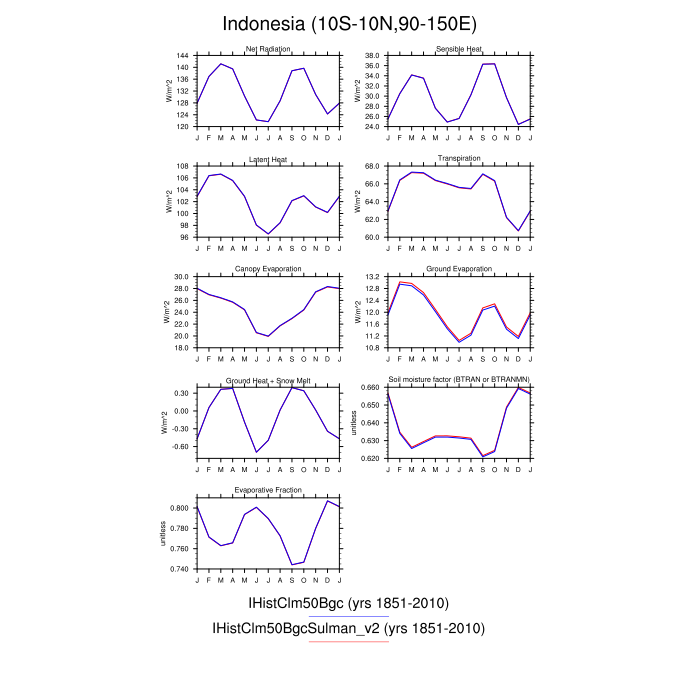 Indonesia (10S-10N,90-150E)
Net Radiation
W/m^2
144
140
136
132
128
124
120
J F M A M J J A S O N D J
Sensible Heat
W/m^2
38.0
36.0
34.0
32.0
30.0
28.0
26.0
24.0
J F M A M J J A S O N D J
Latent Heat
W/m^2
108
106
104
102
100
98
96
J F M A M J J A S O N D J
Transpiration
W/m^2
68.0
66.0
64.0
62.0
60.0
J F M A M J J A S O N D J
Canopy Evaporation
W/m^2
30.0
28.0
26.0
24.0
22.0
20.0
18.0
J F M A M J J A S O N D J
Ground Evaporation
W/m^2
13.2
12.8
12.4
12.0
11.6
11.2
10.8
J F M A M J J A S O N D J
Ground Heat + Snow Melt
W/m^2
0.30
0.00
-0.30
-0.60
J F M A M J J A S O N D J
Soil moisture factor (BTRAN or BTRANMN)
unitless
0.660
0.650
0.640
0.630
0.620
J F M A M J J A S O N D J
Evaporative Fraction
unitless
0.800
0.780
0.760
0.740
J F M A M J J A S O N D J
IHistClm50Bgc (yrs 1851-2010)
IHistClm50BgcSulman_v2 (yrs 1851-2010)